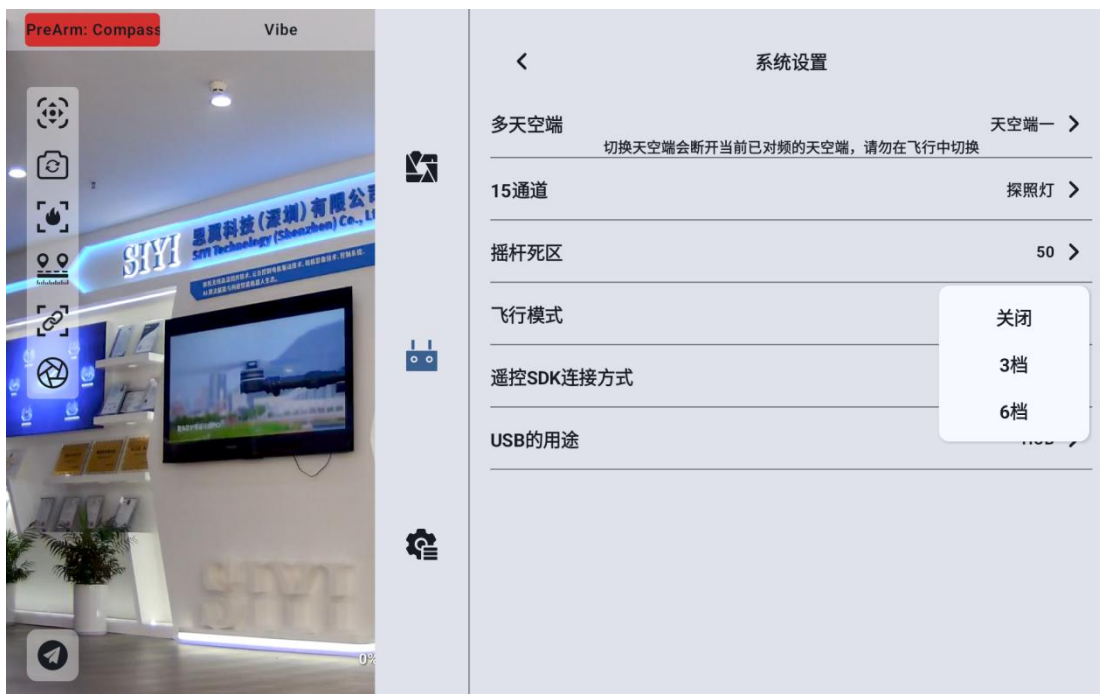 PreArm: Compass
Vibe
系统设置
多天空端
天空端一
切换天空端会断开当前已对频的天空端，请勿在飞行中切换
15通道
探照灯
摇杆死区
50
飞行模式
关闭
3档
6档
遥控SDK连接方式
USB的用途
SIYI
思翼科技（深圳）有限公司
SIYI Technology (Shenzhen) Co., Lt
SIYI
0%